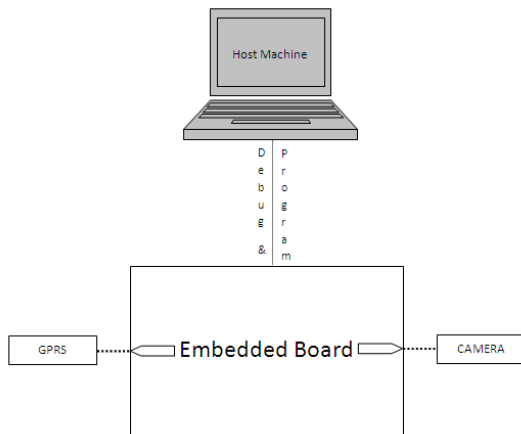 Host Machine
Debug &
Program
GPRS
Embedded Board
CAMERA